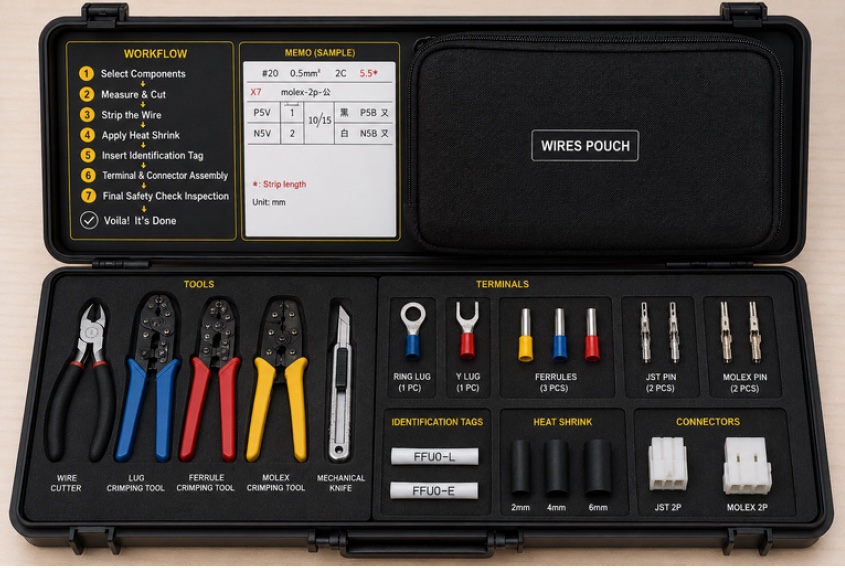 WORKFLOW
1 Select Components
2 Measure & Cut
3 Strip the Wire
4 Apply Heat Shrink
5 Insert Identification Tag
6 Terminal & Connector Assembly
7 Final Safety Check Inspection
Voila! It's Done
MEMO (SAMPLE)
#20 0.5mm² 2C 5.5*
X7 molex-2p-公
P5V 1 10/15 黒 P5B 又
N5V 2 白 N5B 又
*: Strip length
Unit: mm
WIRES POUCH
TOOLS
WIRE
CUTTER
LUG
CRIMPING TOOL
FERRULE
CRIMPING TOOL
MOLEX
CRIMPING TOOL
MECHANICAL
KNIFE
TERMINALS
RING LUG
(1 PC)
Y LUG
(1 PC)
FERRULES
(3 PCS)
JST PIN
(2 PCS)
MOLEX PIN
(2 PCS)
IDENTIFICATION TAGS
FFU0-L
FFU0-E
HEAT SHRINK
2mm
4mm
6mm
CONNECTORS
JST 2P
MOLEX 2P